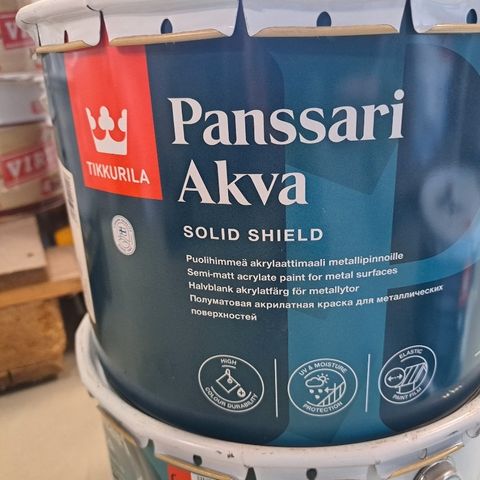 TIKKURILA
Panssari
Akva
SOLID SHIELD
Puolihimmeä akrylaattimaali metallipinnoille
Semi-matt acrylate paint for metal surfaces
Halvblank akrylatfärg för metallytor
Полуматовая акрилатная краска для металлических
поверхностей
HIGH
COLOUR DURABILITY
UV & MOISTURE
PROTECTION
ELASTIC
PAINT FILM